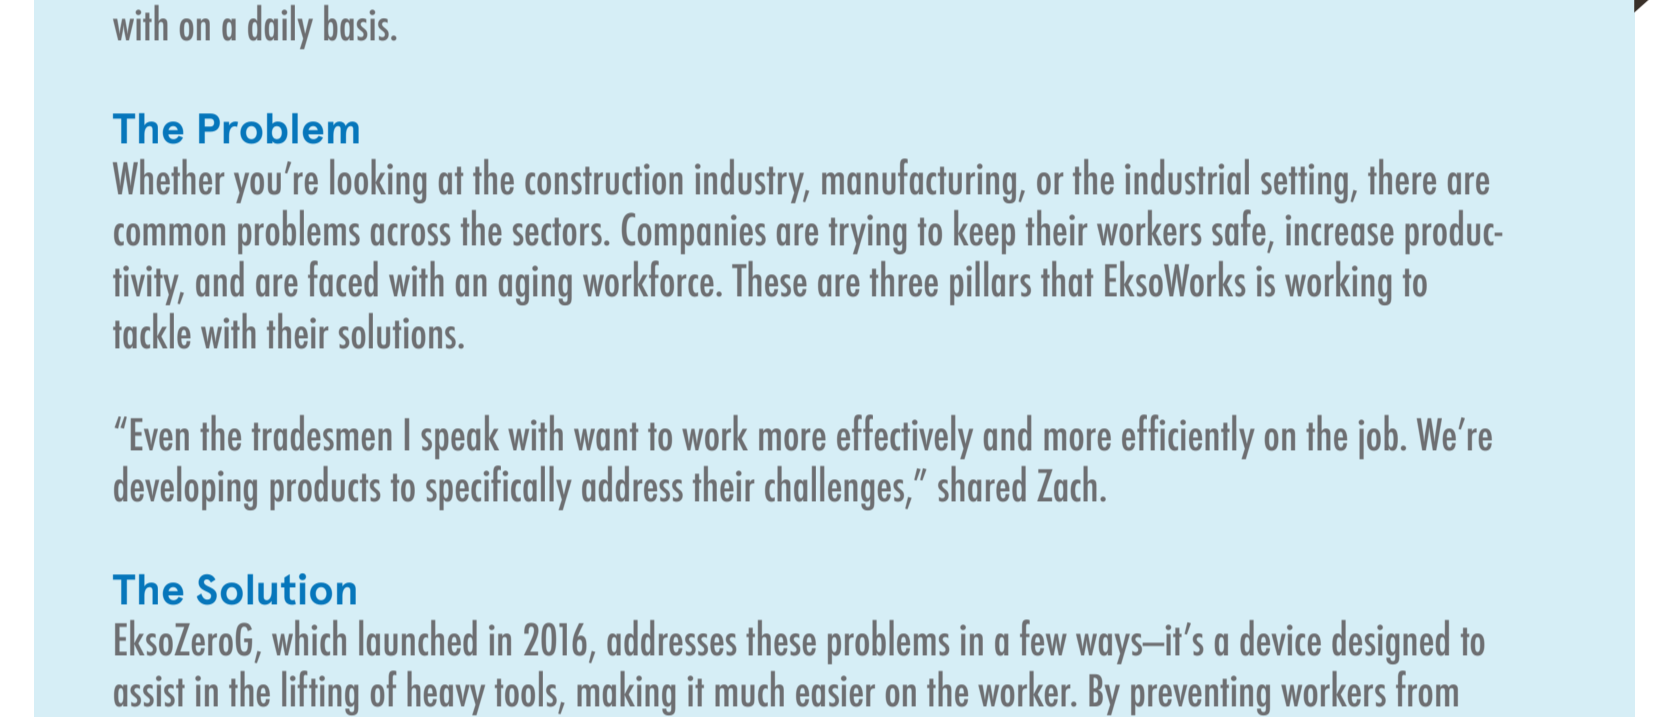 with on a daily basis.
The Problem
Whether you’re looking at the construction industry, manufacturing, or the industrial setting, there are
common problems across the sectors. Companies are trying to keep their workers safe, increase produc-
tivity, and are faced with an aging workforce. These are three pillars that EksoWorks is working to
tackle with their solutions.
“Even the tradesmen I speak with want to work more effectively and more efficiently on the job. We’re
developing products to specifically address their challenges,” shared Zach.
The Solution
EksoZeroG, which launched in 2016, addresses these problems in a few ways–it’s a device designed to
assist in the lifting of heavy tools, making it much easier on the worker. By preventing workers from